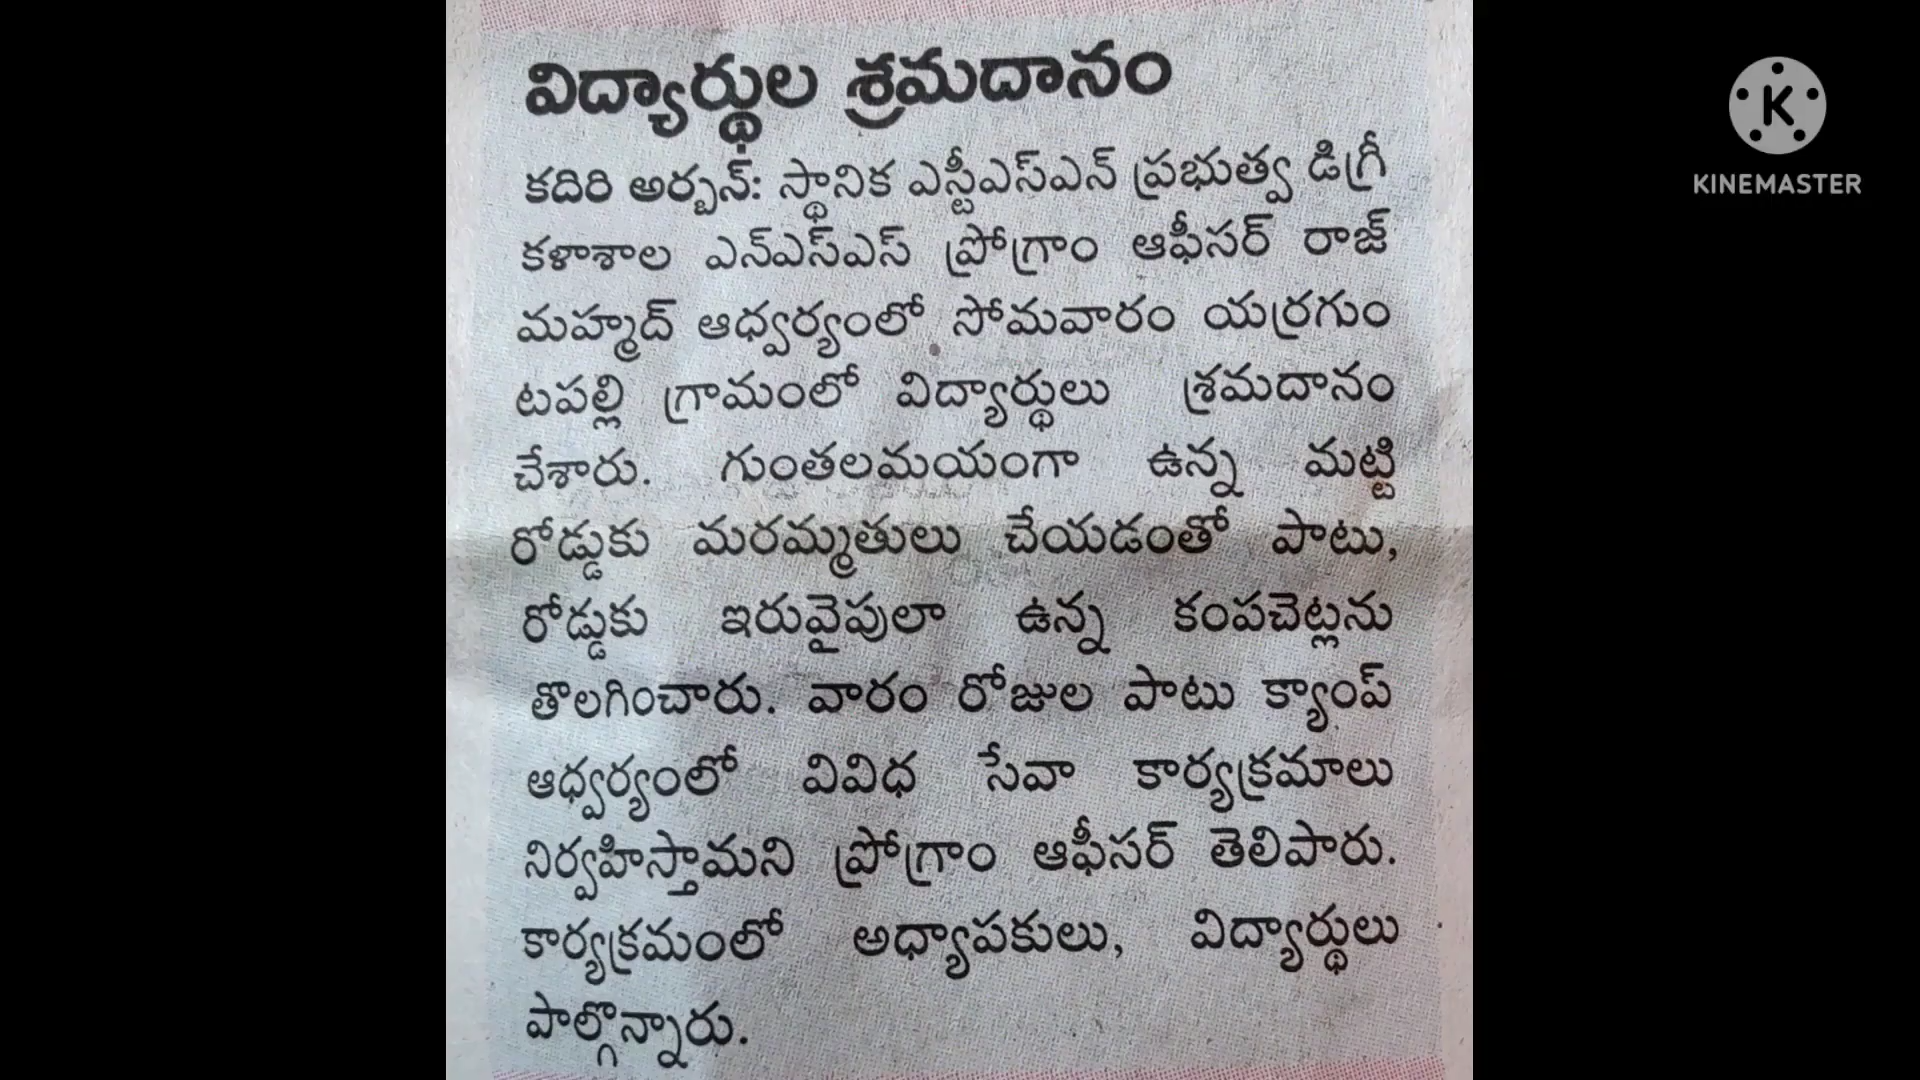 విద్యార్థుల శ్రమదానం
కదిరి అర్బన్: స్థానిక ఎస్టీఎస్ఎన్ ప్రభుత్వ డిగ్రీ
కళాశాల ఎన్ఎస్ఎస్ ప్రోగ్రాం ఆఫీసర్ రాజ్
మహ్మద్ ఆధ్వర్యంలో సోమవారం యర్రగుం
టపల్లి గ్రామంలో విద్యార్థులు శ్రమదానం
చేశారు. గుంతలమయంగా ఉన్న మట్టి
రోడ్డుకు మరమ్మతులు చేయడంతో పాటు,
రోడ్డుకు ఇరువైపులా ఉన్న కంపచెట్లను
తొలగించారు. వారం రోజుల పాటు క్యాంప్
ఆధ్వర్యంలో వివిధ సేవా కార్యక్రమాలు
నిర్వహిస్తామని ప్రోగ్రాం ఆఫీసర్ తెలిపారు.
కార్యక్రమంలో అధ్యాపకులు, విద్యార్థులు
పాల్గొన్నారు.
K
KINEMASTER